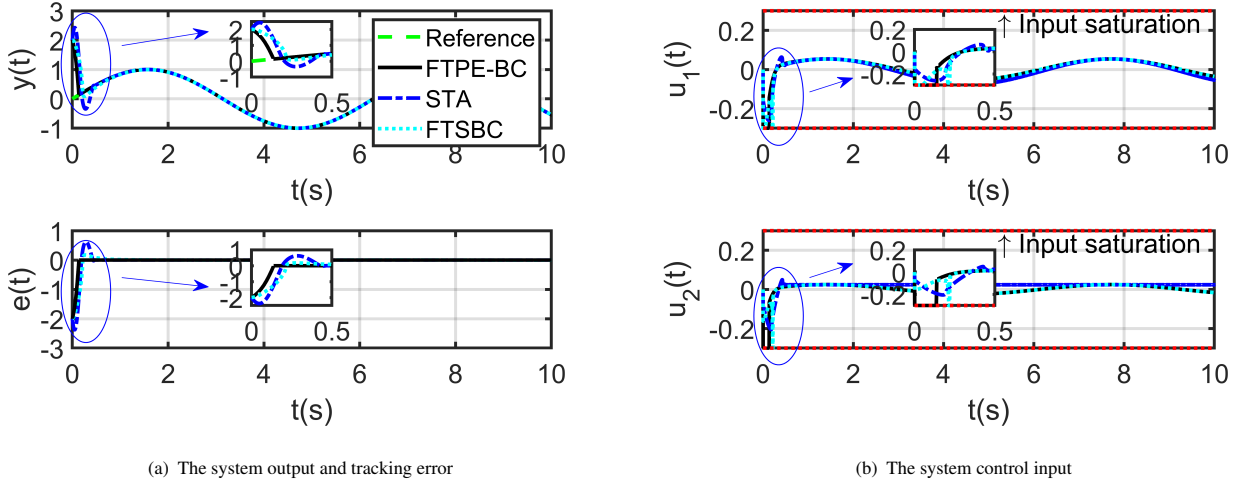 3
2
1
0
-1
y(t)
2
1
0
-1
0 0.5
Reference
FTPE-BC
STA
FTSBC
0 2 4 6 8 10
t(s)
1
0
-1
-2
-3
e(t)
1
0
-1
-2
0 0.5
0 2 4 6 8 10
t(s)
(a) The system output and tracking error
0.2
0
-0.2
u1(t)
0.2
0
-0.2
0 0.5
↑ Input saturation
0 2 4 6 8 10
t(s)
0.2
0
-0.2
u2(t)
0.2
0
-0.2
0 0.5
↑ Input saturation
0 2 4 6 8 10
t(s)
(b) The system control input